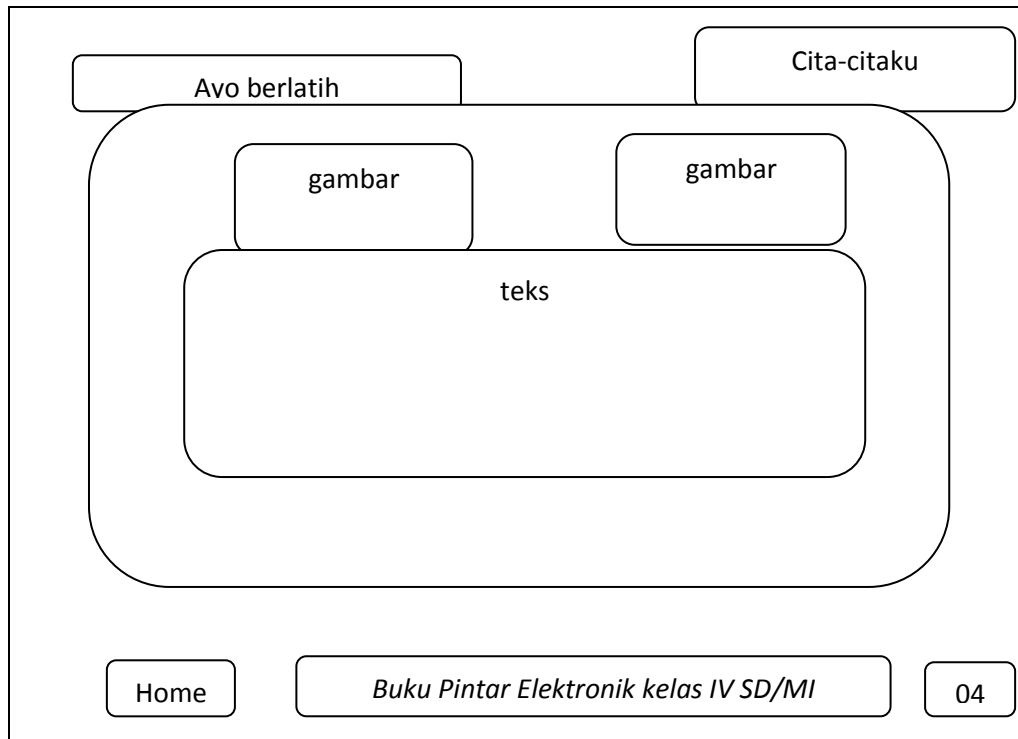 Avo berlatih
Cita-citaku
gambar
gambar
teks
Home
Buku Pintar Elektronik kelas IV SD/MI
04